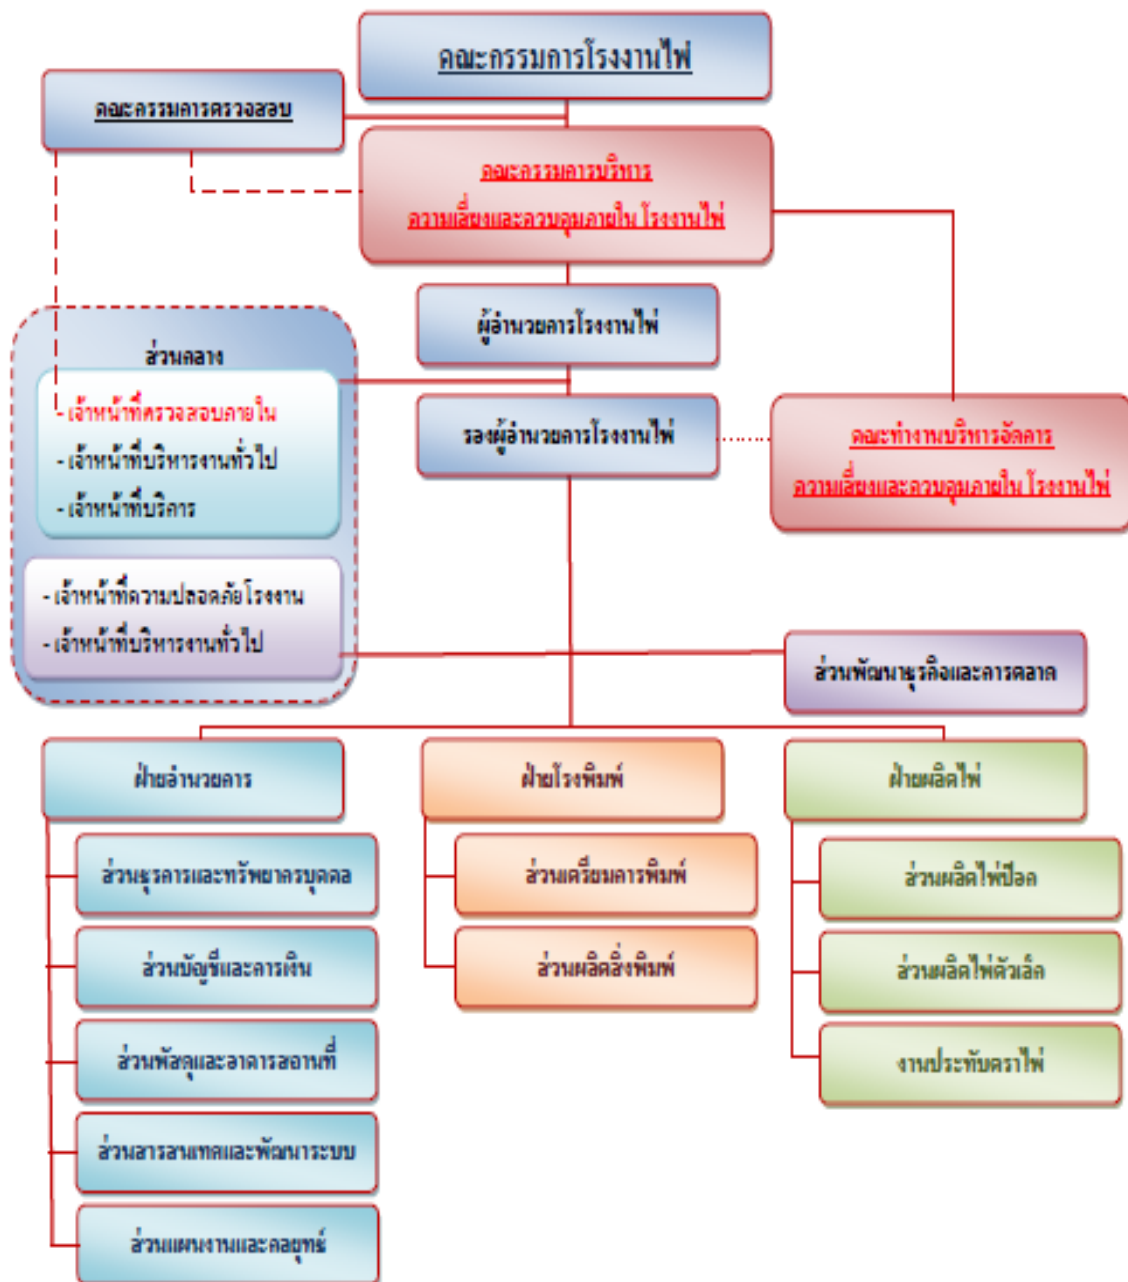 คณะกรรมการโรงงานไพ่
คณะกรรมการตรวจสอบ
คณะกรรมการบริหาร
ความเสี่ยงและควบคุมภายใน โรงงานไพ่
ผู้อำนวยการโรงงานไพ่
ส่วนกลาง
- เจ้าหน้าที่ตรวจสอบภายใน
- เจ้าหน้าที่บริหารงานทั่วไป
- เจ้าหน้าที่บริการ
รองผู้อำนวยการโรงงานไพ่
คณะทำงานบริหารจัดการ
ความเสี่ยงและควบคุมภายใน โรงงานไพ่
- เจ้าหน้าที่ความปลอดภัยโรงงาน
- เจ้าหน้าที่บริหารงานทั่วไป
ส่วนพัฒนาธุรกิจและการตลาด
ฝ่ายอำนวยการ
ส่วนธุรการและทรัพยากรบุคคล
ส่วนบัญชีและการเงิน
ส่วนพัสดุและอาคารสถานที่
ส่วนสารสนเทศและพัฒนาระบบ
ส่วนแผนงานและกลยุทธ์
ฝ่ายโรงพิมพ์
ส่วนเตรียมการพิมพ์
ส่วนผลิตสิ่งพิมพ์
ฝ่ายผลิตไพ่
ส่วนผลิตไพ่ป๊อก
ส่วนผลิตไพ่ตัวเล็ก
งานประทับตราไพ่